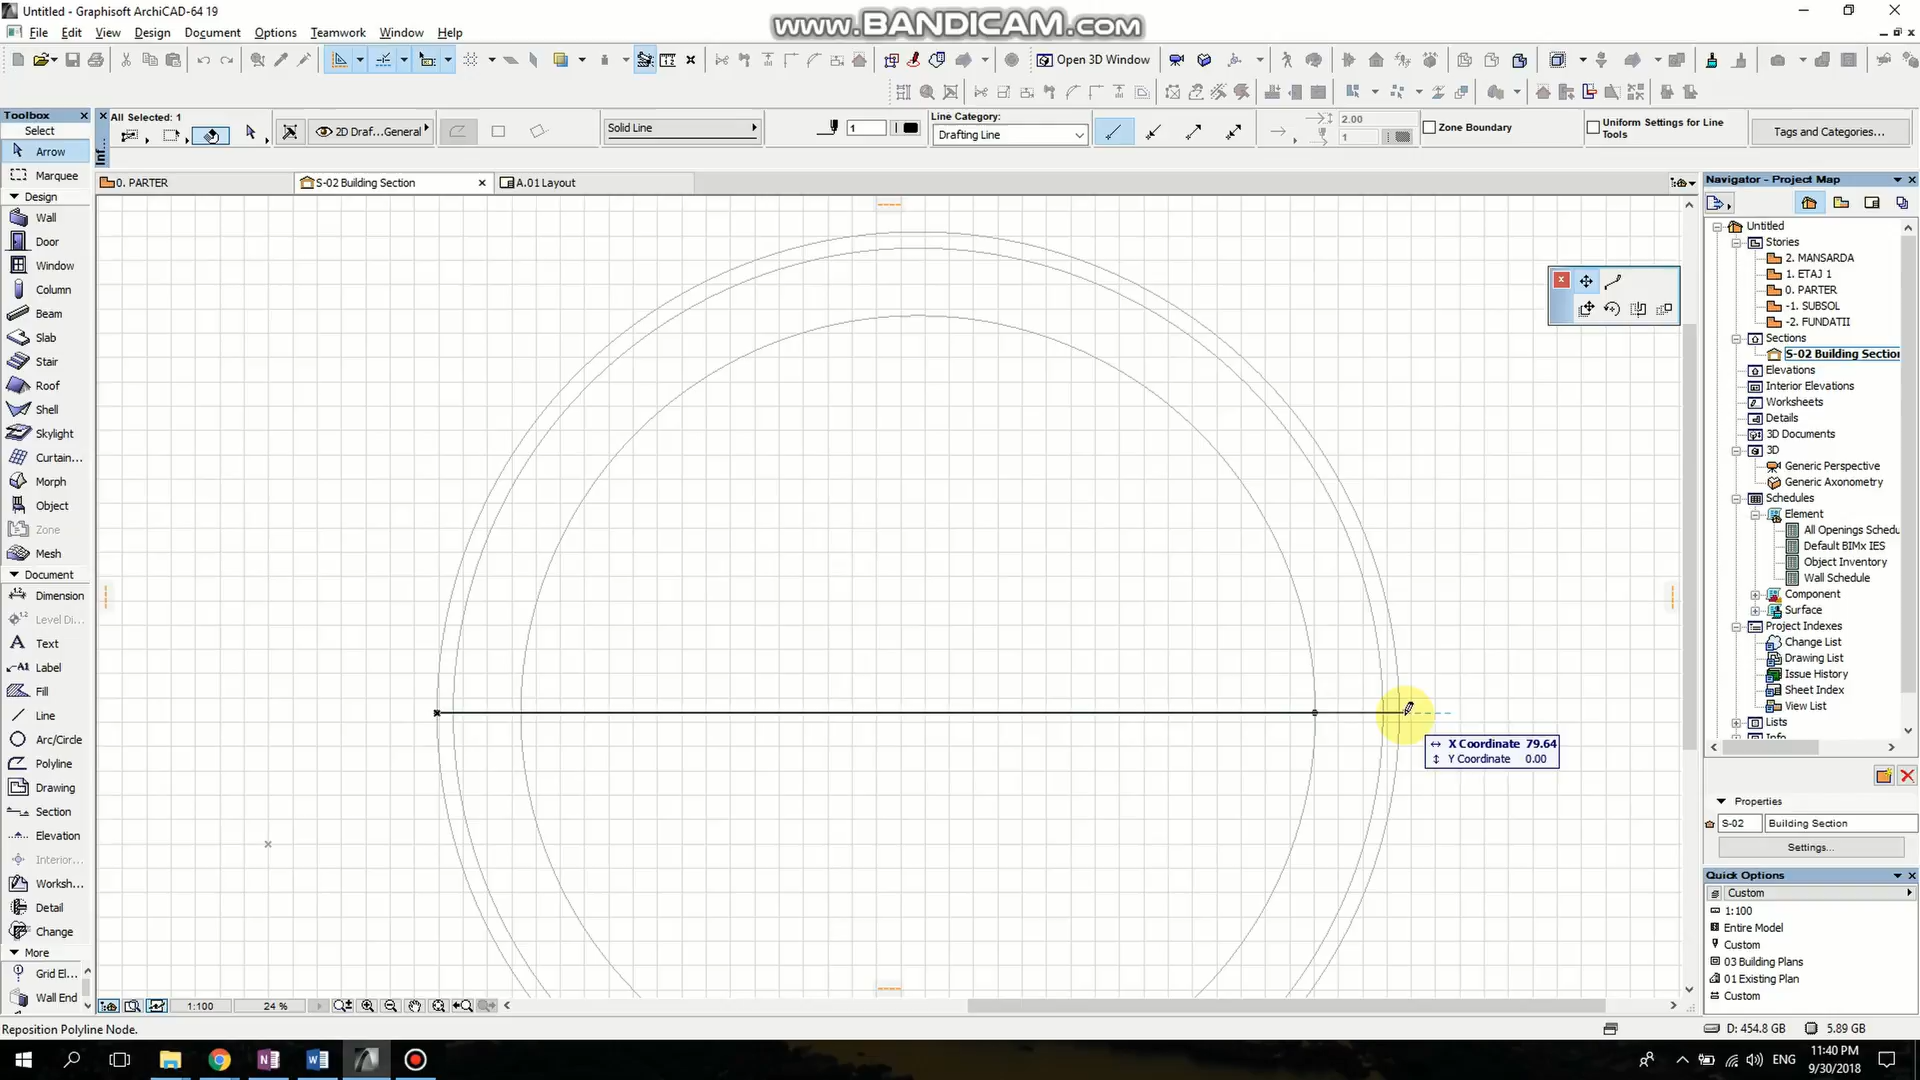 Untitled - Graphisoft ArchiCAD-64 19
www.BANDICAM.com
File Edit View Design Document Options Teamwork Window Help
Open 3D Window
Toolbox
Select
Arrow
Marquee
Design
Wall
Door
Window
Column
Beam
Slab
Stair
Roof
Shell
Skylight
Curtain...
Morph
Object
Zone
Mesh
Document
Dimension
Level Di...
Text
Label
Fill
Line
Arc/Circle
Polyline
Drawing
Section
Elevation
Interior...
Worksh...
Detail
Change
More
Grid El...
Wall End
All Selected: 1
2D Draf...General
Solid Line
1
Line Category:
Drafting Line
2.00
1
Zone Boundary
Uniform Settings for Line
Tools
Tags and Categories...
0. PARTER
S-02 Building Section
A.01 Layout
X Coordinate 79.64
Y Coordinate 0.00
Navigator - Project Map
Untitled
Stories
2. MANSARDA
1. ETAJ 1
0. PARTER
-1. SUBSOL
-2. FUNDATII
Sections
S-02 Building Section
Elevations
Interior Elevations
Worksheets
Details
3D Documents
3D
Generic Perspective
Generic Axonometry
Schedules
Element
All Openings Schedu
Default BIMx IES
Object Inventory
Wall Schedule
Component
Surface
Project Indexes
Change List
Drawing List
Issue History
Sheet Index
View List
Lists
Info
Properties
S-02 Building Section
Settings...
Quick Options
Custom
1:100
Entire Model
Custom
03 Building Plans
01 Existing Plan
Custom
1:100
24 %
Reposition Polyline Node.
D: 454.8 GB
5.89 GB
ENG
11:40 PM
9/30/2018